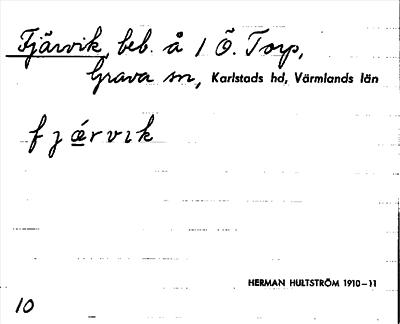 Fjärvik, beb. å 1 Ö. Torp,
Grava sn, Karlstads hd, Värmlands län
f j ǽ r v ı k
HERMAN HULTSTRÖM 1910–11
10